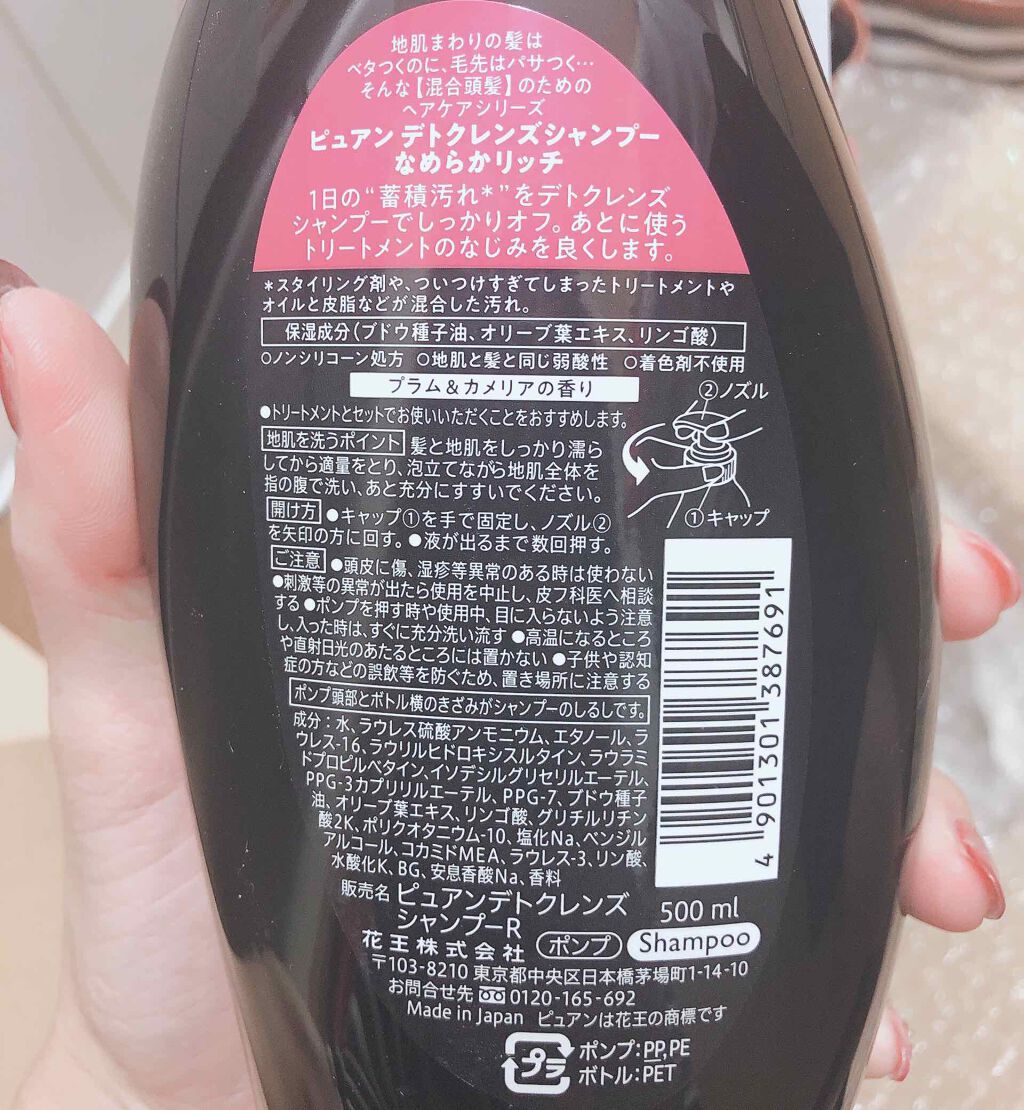 地肌まわりの髪は
ベタつくのに、毛先はパサつく…
そんな【混合頭髪】のための
ヘアケアシリーズ
ピュアン デトクレンズシャンプー
なめらかリッチ
1日の“蓄積汚れ*”をデトクレンズ
シャンプーでしっかりオフ。あとに使う
トリートメントのなじみを良くします。
*スタイリング剤や、ついつけすぎてしまったトリートメントや
オイルと皮脂などが混合した汚れ。
保湿成分(ブドウ種子油、オリーブ葉エキス、リンゴ酸)
○ノンシリコーン処方 ○地肌と髪と同じ弱酸性 ○着色剤不使用
プラム&カメリアの香り
●トリートメントとセットでお使いいただくことをおすすめします。
地肌を洗うポイント 髪と地肌をしっかり濡ら
してから適量をとり、泡立てながら地肌全体を
指の腹で洗い、あと充分にすすいでください。
②ノズル
①キャップ
開け方 ●キャップ①を手で固定し、ノズル②
を矢印の方に回す。●液が出るまで数回押す。
ご注意 ●頭皮に傷、湿疹等異常のある時は使わない
●刺激等の異常が出たら使用を中止し、皮フ科医へ相談
する ●ポンプを押す時や使用中、目に入らないよう注意
し、入った時は、すぐに充分洗い流す ●高温になるところ
や直射日光のあたるところには置かない ●子供や認知
症の方などの誤飲等を防ぐため、置き場所に注意する
ポンプ頭部とボトル横のきざみがシャンプーのしるしです。
成分:水、ラウレス硫酸アンモニウム、エタノール、ラ
ウレス-16、ラウリルヒドロキシスルタイン、ラウラミ
ドプロピルベタイン、イソデシルグリセリルエーテル、
PPG-3カプリリルエーテル、PPG-7、ブドウ種子
油、オリーブ葉エキス、リンゴ酸、グリチルリチン
酸2K、ポリクオタニウム-10、塩化Na、ベンジル
アルコール、コカミドMEA、ラウレス-3、リン酸、
水酸化K、BG、安息香酸Na、香料
4 901301 387691
販売名 ピュアンデトクレンズ
シャンプーR
500 ml
花王株式会社 ポンプ Shampoo
〒103-8210 東京都中央区日本橋茅場町1-14-10
お問合せ先 0120-165-692
Made in Japan ピュアンは花王の商標です
プラ
ポンプ:PP,PE
ボトル:PET